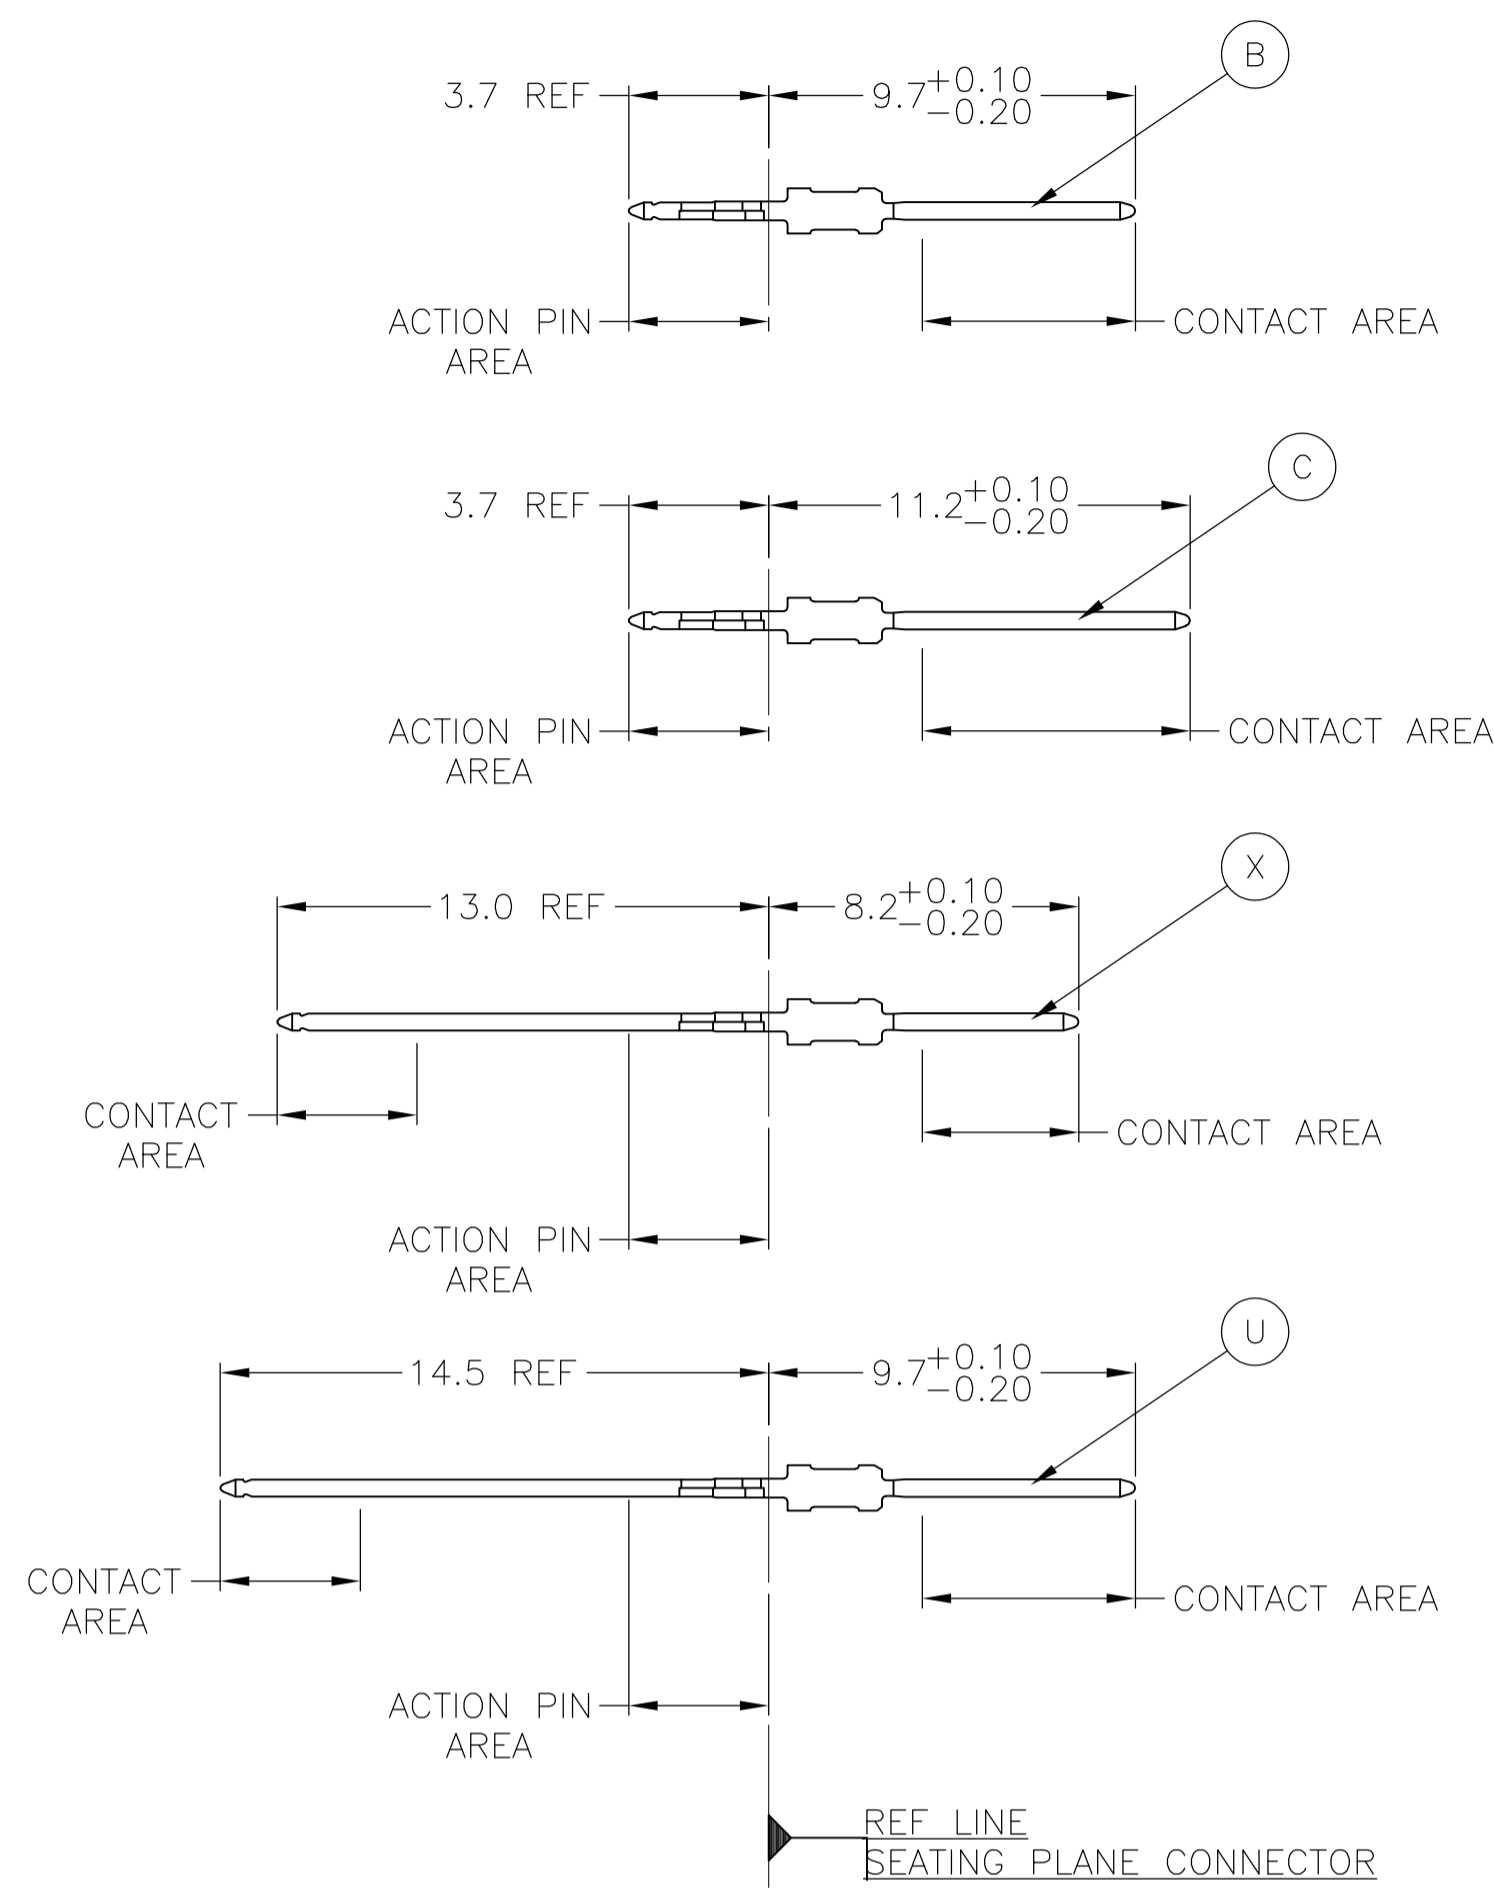 B
3.7 REF
9.7+0.10
-0.20
ACTION PIN
AREA
CONTACT AREA
C
3.7 REF
11.2+0.10
-0.20
ACTION PIN
AREA
CONTACT AREA
X
13.0 REF
8.2+0.10
-0.20
CONTACT
AREA
CONTACT AREA
ACTION PIN
AREA
U
14.5 REF
9.7+0.10
-0.20
CONTACT
AREA
CONTACT AREA
ACTION PIN
AREA
REF LINE
SEATING PLANE CONNECTOR